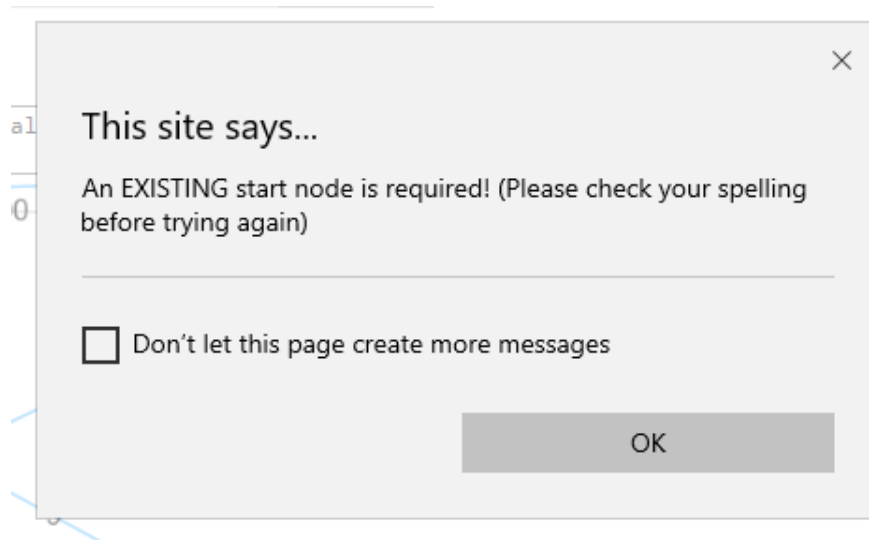 This site says...
al
An EXISTING start node is required! (Please check your spelling
before trying again)
Don't let this page create more messages
OK